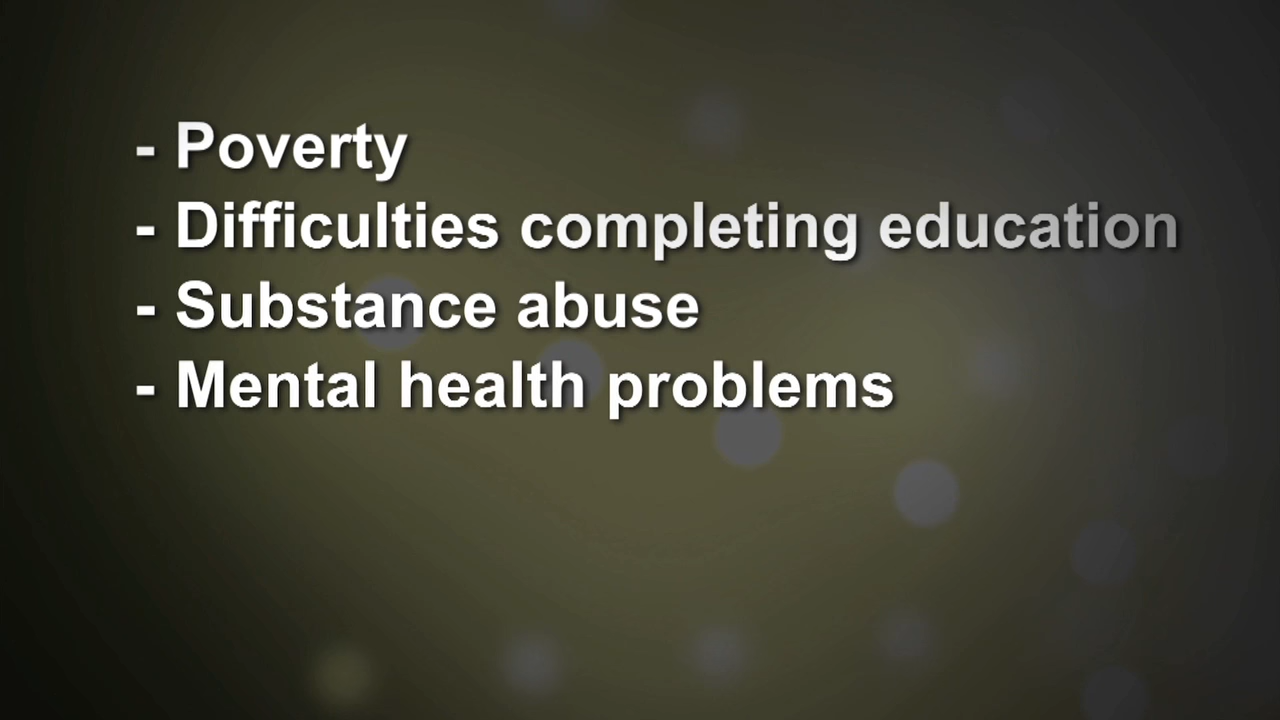 - Poverty
- Difficulties completing education
- Substance abuse
- Mental health problems